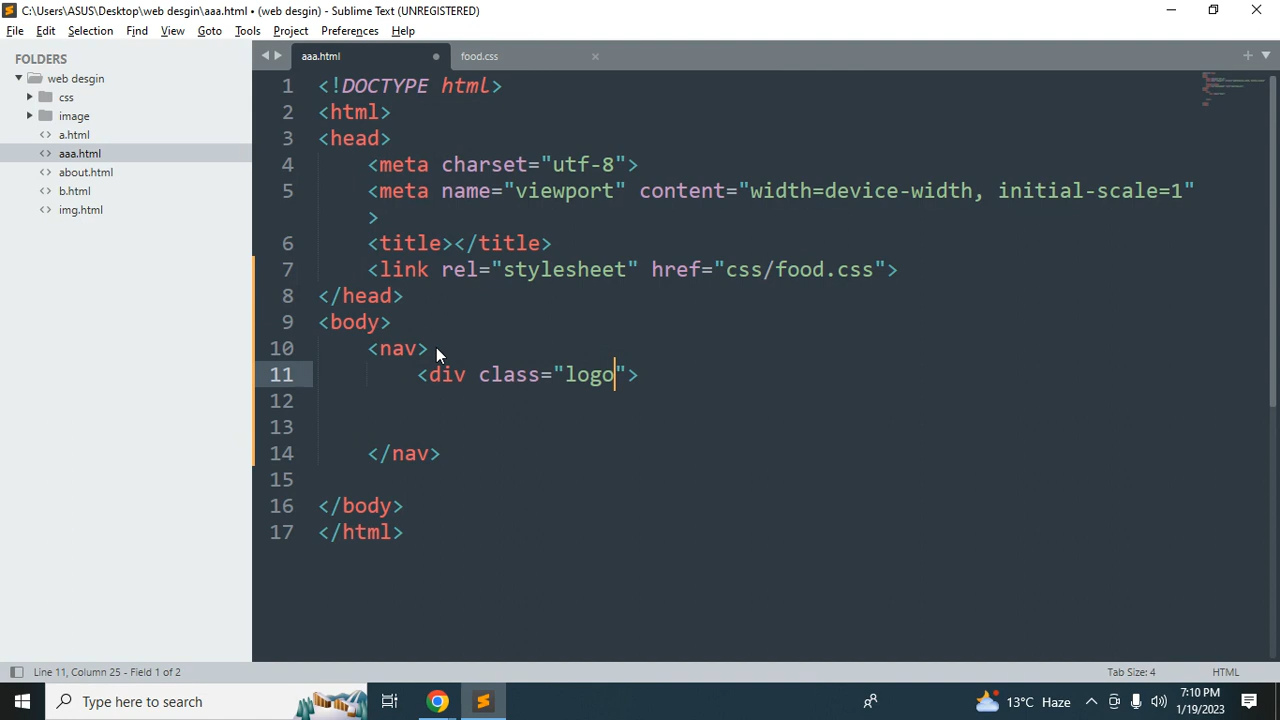 C:\Users\ASUS\Desktop\web desgin\aaa.html • (web desgin) - Sublime Text (UNREGISTERED)
File Edit Selection Find View Goto Tools Project Preferences Help
FOLDERS
web desgin
css
image
a.html
aaa.html
about.html
b.html
img.html
aaa.html food.css
1 <!DOCTYPE html>
2 <html>
3 <head>
4 <meta charset="utf-8">
5 <meta name="viewport" content="width=device-width, initial-scale=1"
>
6 <title></title>
7 <link rel="stylesheet" href="css/food.css">
8 </head>
9 <body>
10 <nav>
11 <div class="logo">
12
13
14 </nav>
15
16 </body>
17 </html>
Line 11, Column 25 - Field 1 of 2 Tab Size: 4 HTML
Type here to search 13°C Haze 7:10 PM
1/19/2023